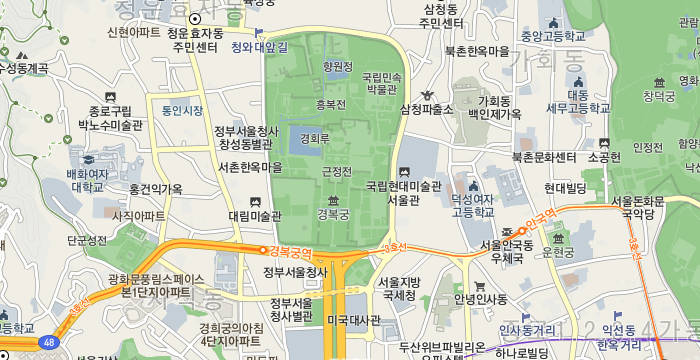 청운효자동
청운효자동
주민센터
신현아파트
수성동계곡
청와대앞길
향원정
국립민속
박물관
흥복전
삼청동
주민센터
북촌한옥마을
중앙고등학교
가회동
대동
세무고등학교
창덕궁
종로구립
박노수미술관
통인시장
정부서울청사
창성동별관
경회루
근정전
삼청파출소
가회동
백인제가옥
북촌문화센터
소공헌
인정전
배화여자
대학교
홍건익가옥
서촌한옥마을
경복궁
국립현대미술관
서울관
덕성여자
고등학교
현대빌딩
서울돈화문
국악당
사직아파트
대림미술관
단군성전
경복궁역
3호선
안국역
서울안국동
우체국
운현궁
3호선
광화문풍림스페이스
본1단지아파트
정부서울청사
정부서울
청사별관
서울지방
국세청
안녕인사동
3호선
48
경희궁의아침
4단지아파트
미국대사관
두산위브파빌리온
인사동거리
하나로빌딩
익선동
한옥거리